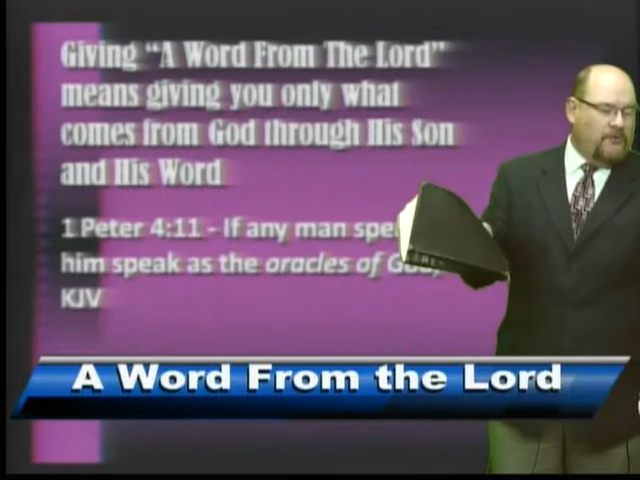 Giving “A Word From The Lord”
means giving you only what
comes from God through His Son
and His Word
1 Peter 4:11 - If any man
him speak as the oracles of God,
KJV
A Word From the Lord